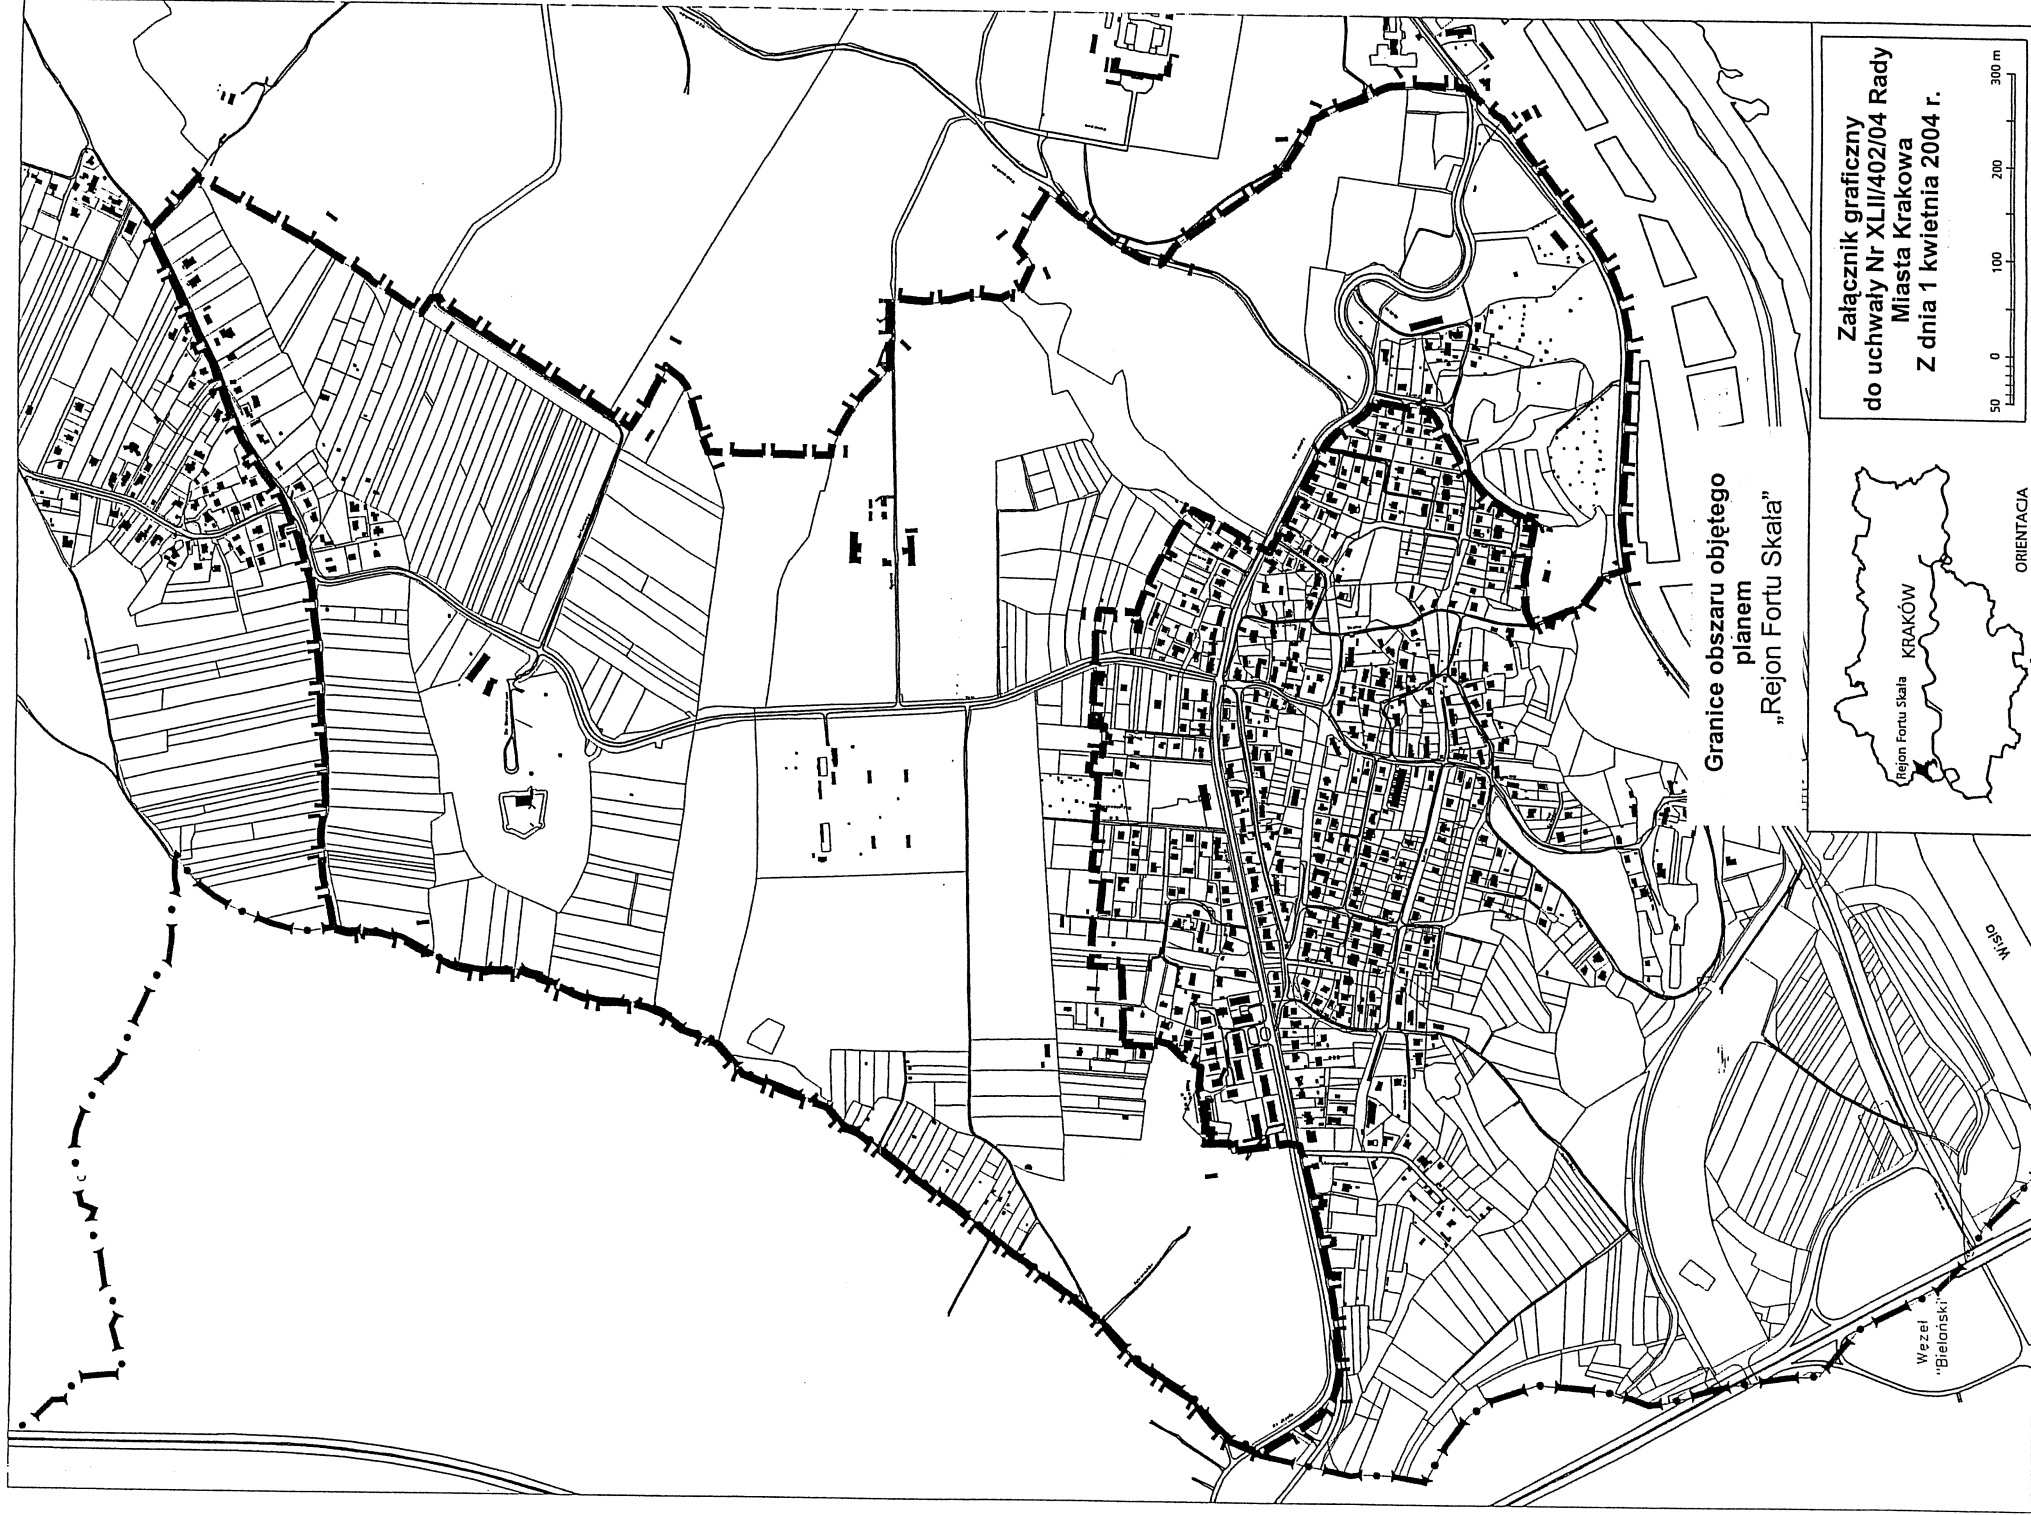 Załącznik graficzny
do uchwały Nr XLII/402/04 Rady
Miasta Krakowa
Z dnia 1 kwietnia 2004 r.
50 0 100 200 300 m
Granice obszaru objętego
planem
„Rejon Fortu Skała”
Rejon Fortu Skała
KRAKÓW
ORIENTACJA
Wisła
Węzeł
"Bielański"